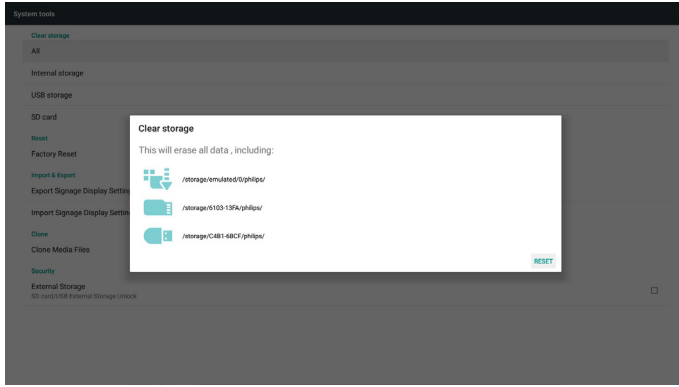 System tools
Clear storage
All
Internal storage
USB storage
SD card
Reset
Factory Reset
Import & Export
Export Signage Display Setting
Import Signage Display Settin
Clone
Clone Media Files
Security
External Storage
SD card/USB External Storage Unlock
Clear storage
This will erase all data , including:
/storage/emulated/0/philips/
/storage/6103-13FA/philips/
/storage/C4B1-6BCF/philips/
RESET